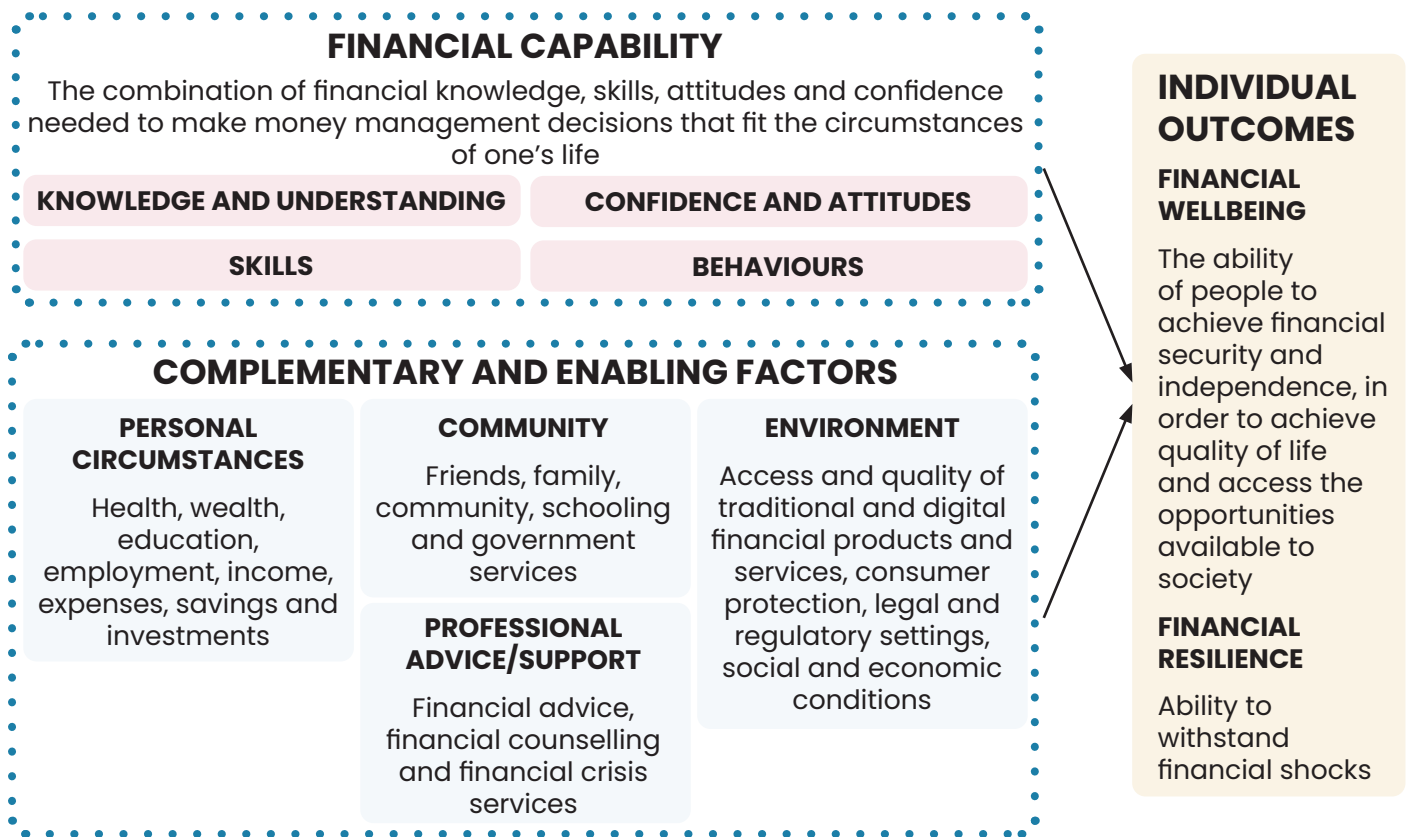 FINANCIAL CAPABILITY
The combination of financial knowledge, skills, attitudes and confidence
needed to make money management decisions that fit the circumstances
of one's life
KNOWLEDGE AND UNDERSTANDING
CONFIDENCE AND ATTITUDES
SKILLS
BEHAVIOURS
COMPLEMENTARY AND ENABLING FACTORS
PERSONAL
CIRCUMSTANCES
Health, wealth,
education,
employment, income,
expenses, savings and
investments
COMMUNITY
Friends, family,
community, schooling
and government
services
PROFESSIONAL
ADVICE/SUPPORT
Financial advice,
financial counselling
and financial crisis
services
ENVIRONMENT
Access and quality of
traditional and digital
financial products and
services, consumer
protection, legal and
regulatory settings,
social and economic
conditions
INDIVIDUAL
OUTCOMES
FINANCIAL
WELLBEING
The ability
of people to
achieve financial
security and
independence, in
order to achieve
quality of life
and access the
opportunities
available to
society
FINANCIAL
RESILIENCE
Ability to
withstand
financial shocks